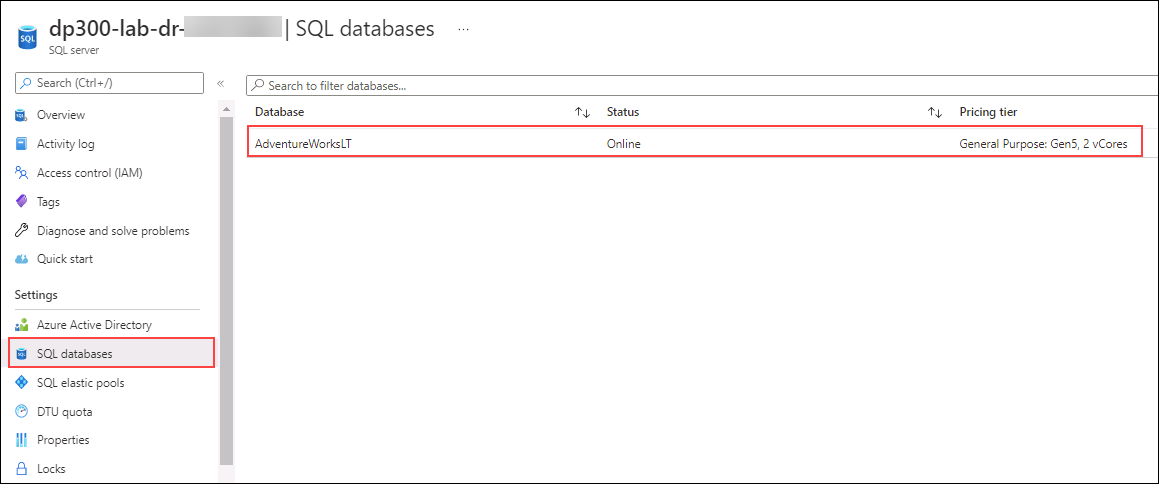 dp300-lab-dr- | SQL databases ...
SQL
SQL server
Search (Ctrl+/)
«
Overview
Activity log
Access control (IAM)
Tags
Diagnose and solve problems
Quick start
Settings
Azure Active Directory
SQL databases
SQL elastic pools
DTU quota
Properties
Locks
Search to filter databases...
Database ↑↓ Status ↑↓ Pricing tier
AdventureWorksLT Online General Purpose: Gen5, 2 vCores